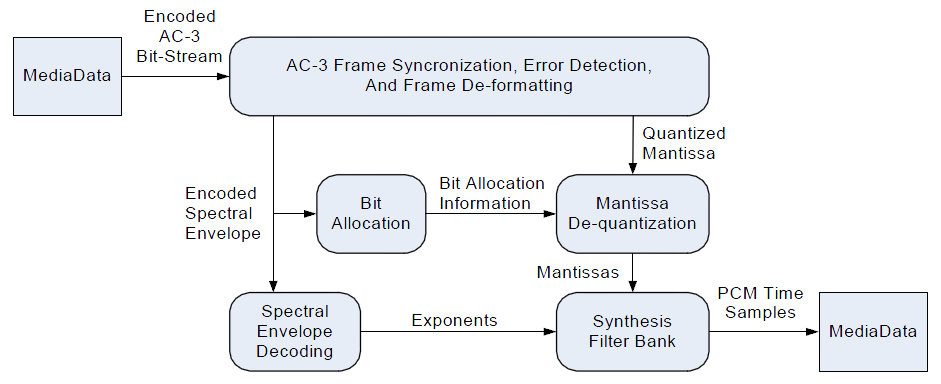 Encoded
AC-3
Bit-Stream
MediaData
AC-3 Frame Syncronization, Error Detection,
And Frame De-formatting
Quantized
Mantissa
Encoded
Spectral
Envelope
Bit
Allocation
Bit Allocation
Information
Mantissa
De-quantization
Mantissas
Spectral
Envelope
Decoding
Exponents
Synthesis
Filter Bank
PCM Time
Samples
MediaData